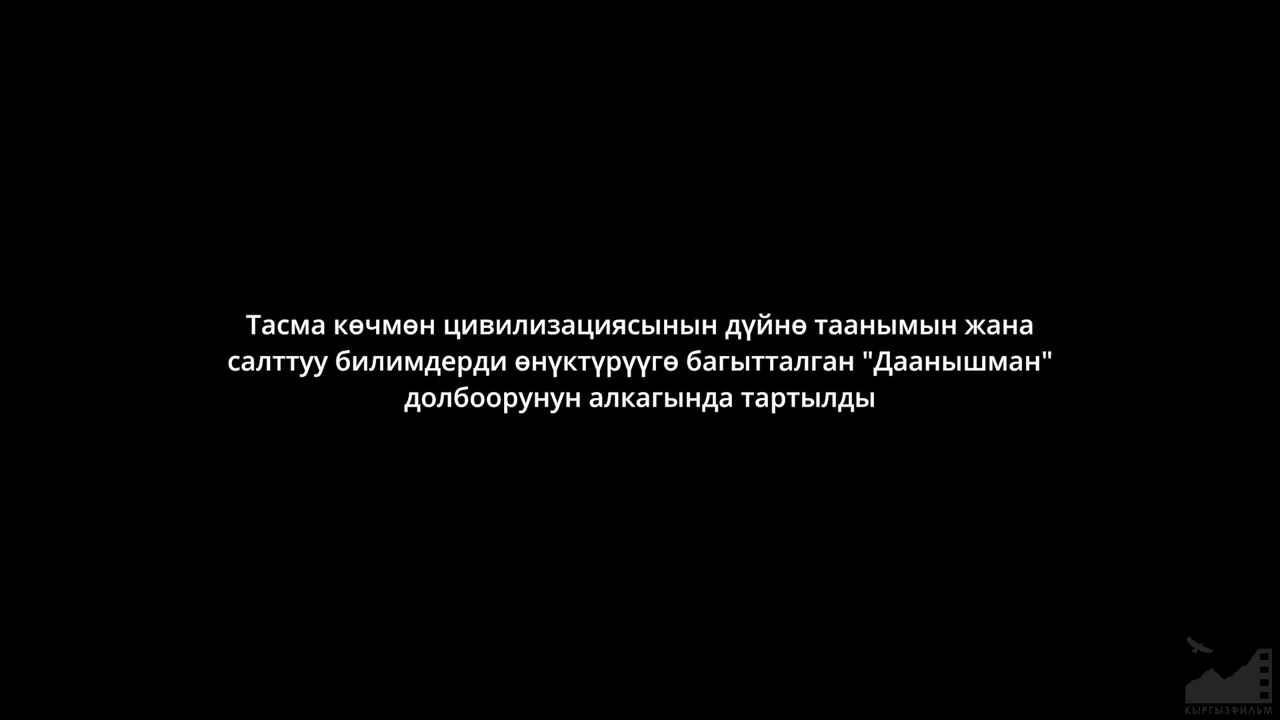 Тасма көчмөн цивилизациясынын дүйнө таанымын жана
салттуу билимдерди өнүктүрүүгө багытталган "Даанышман"
долбоорунун алкагында тартылды
КЫРГЫЗФИЛЬМ